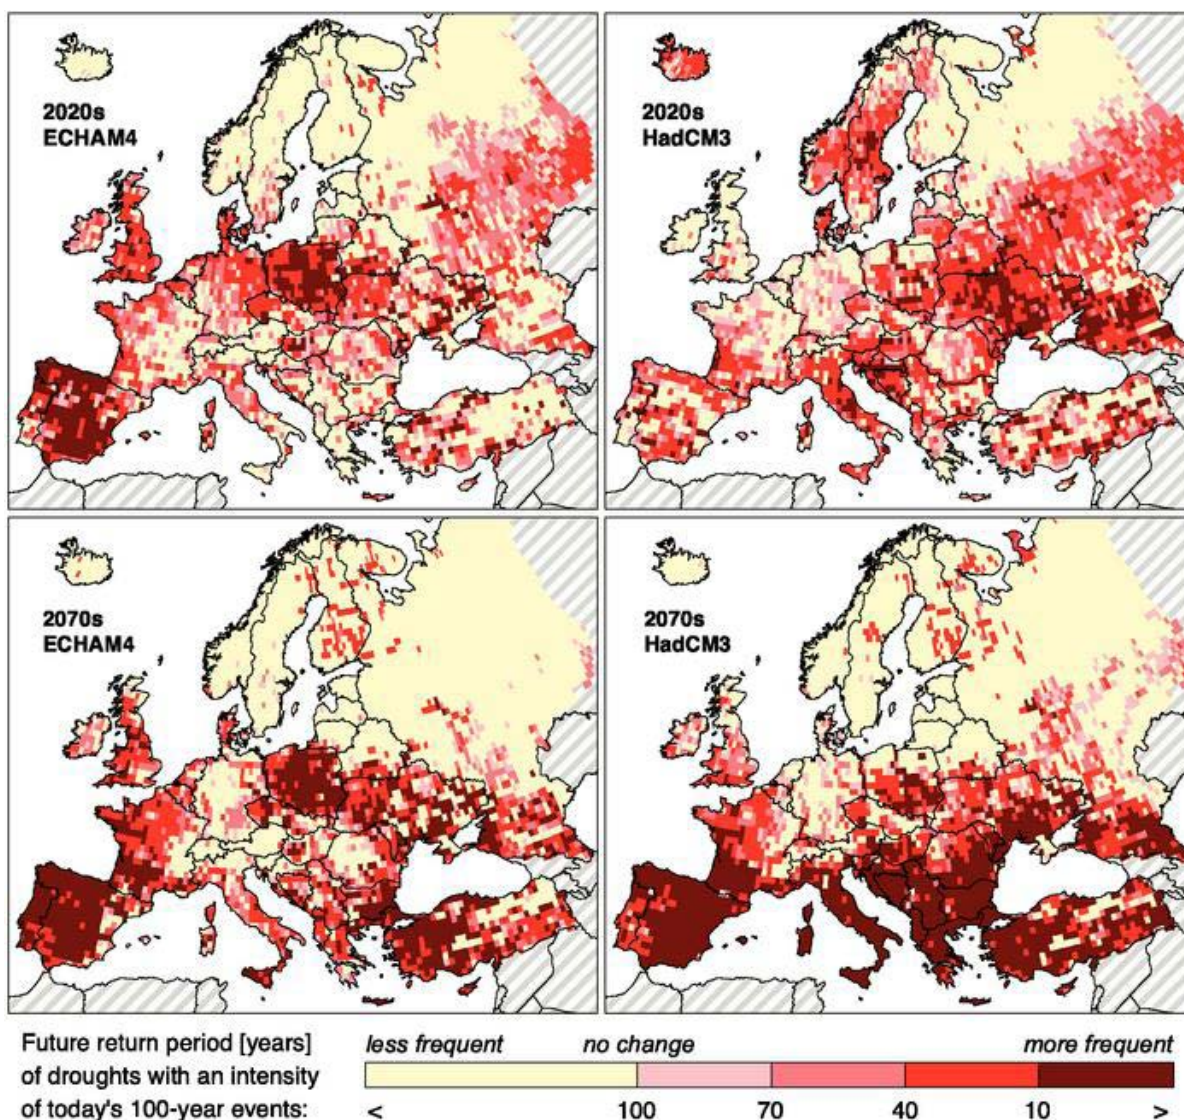 2020s
ECHAM4
2020s
HadCM3
2070s
ECHAM4
2070s
HadCM3
Future return period [years]
of droughts with an intensity
of today's 100-year events:
less frequent no change more frequent
< 100 70 40 10 >